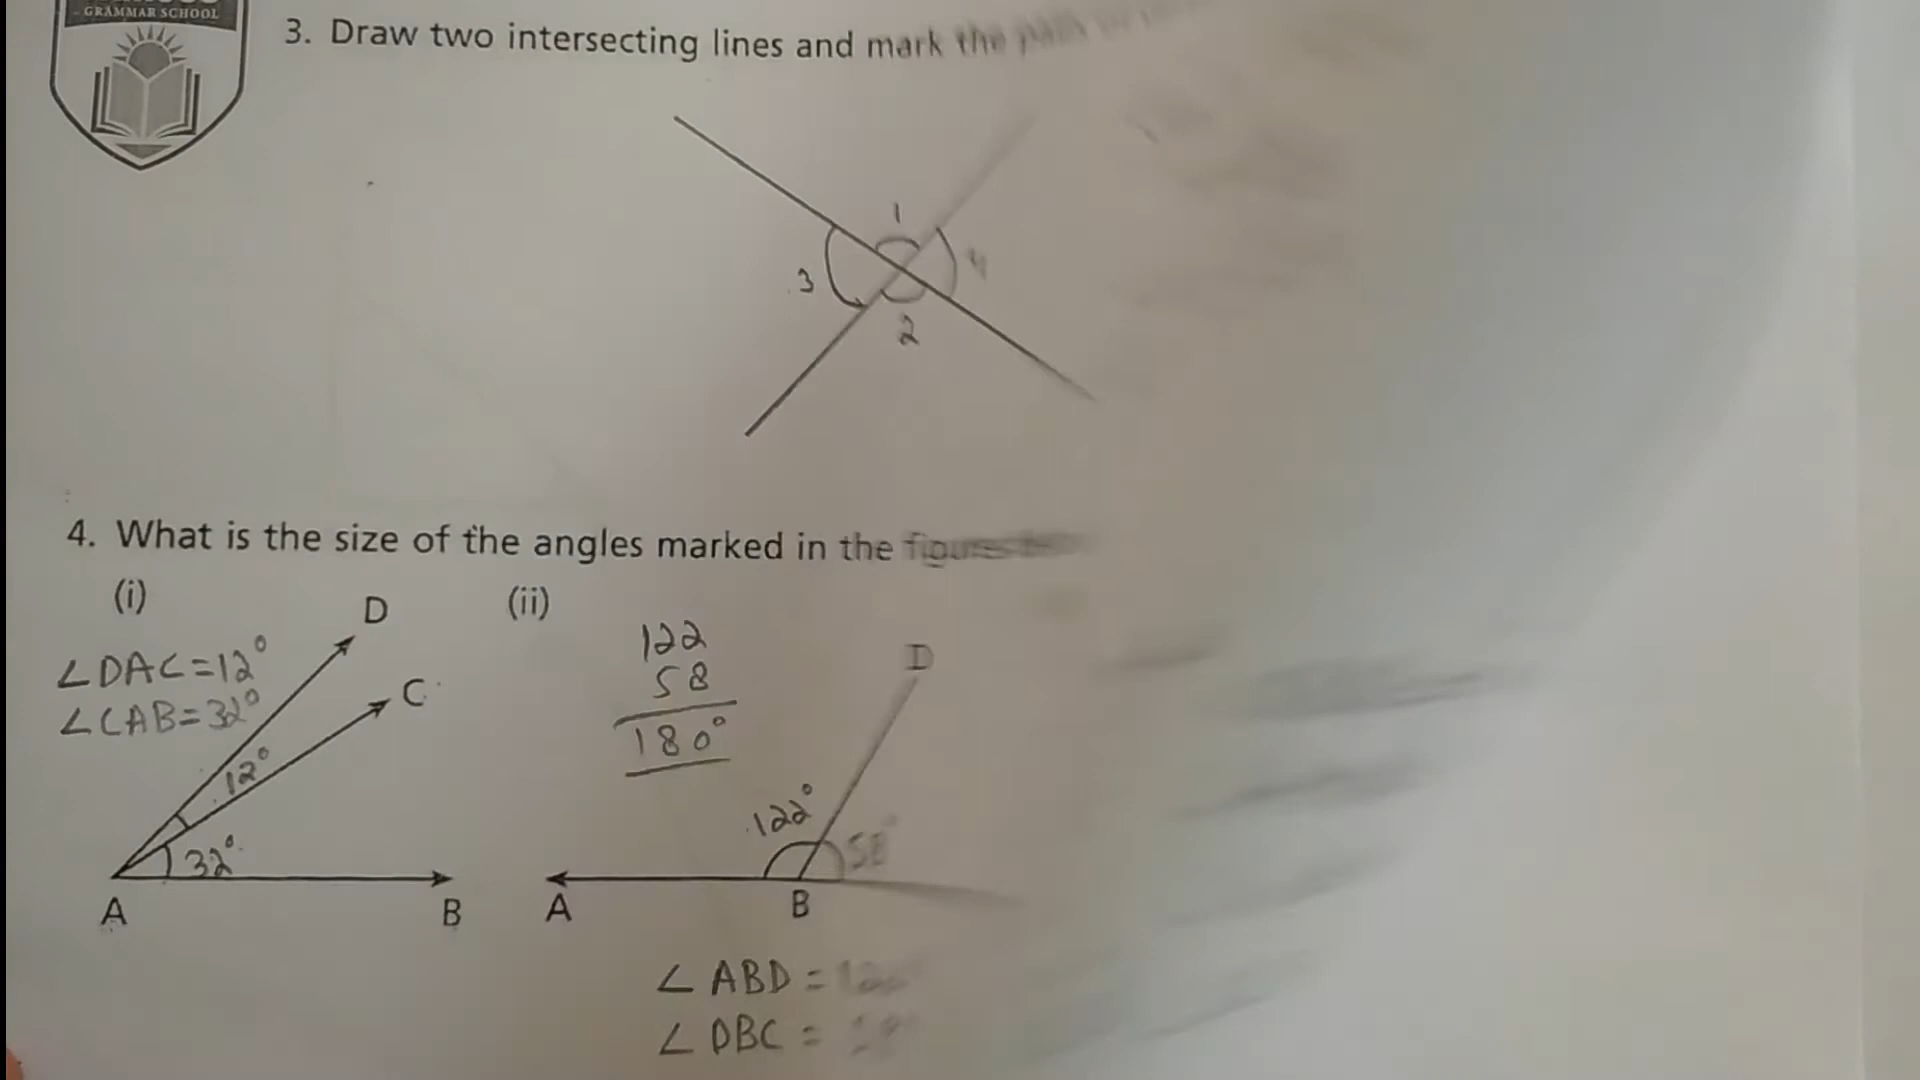 GRAMMAR SCHOOL
3. Draw two intersecting lines and mark the
1
3
4
2
4. What is the size of the angles marked in the
(i)
D
(ii)
∠DAC=12°
∠CAB=32°
C
12°
32°
A
B
122
58
180°
D
122°
58°
A
B
∠ABD =
∠DBC =